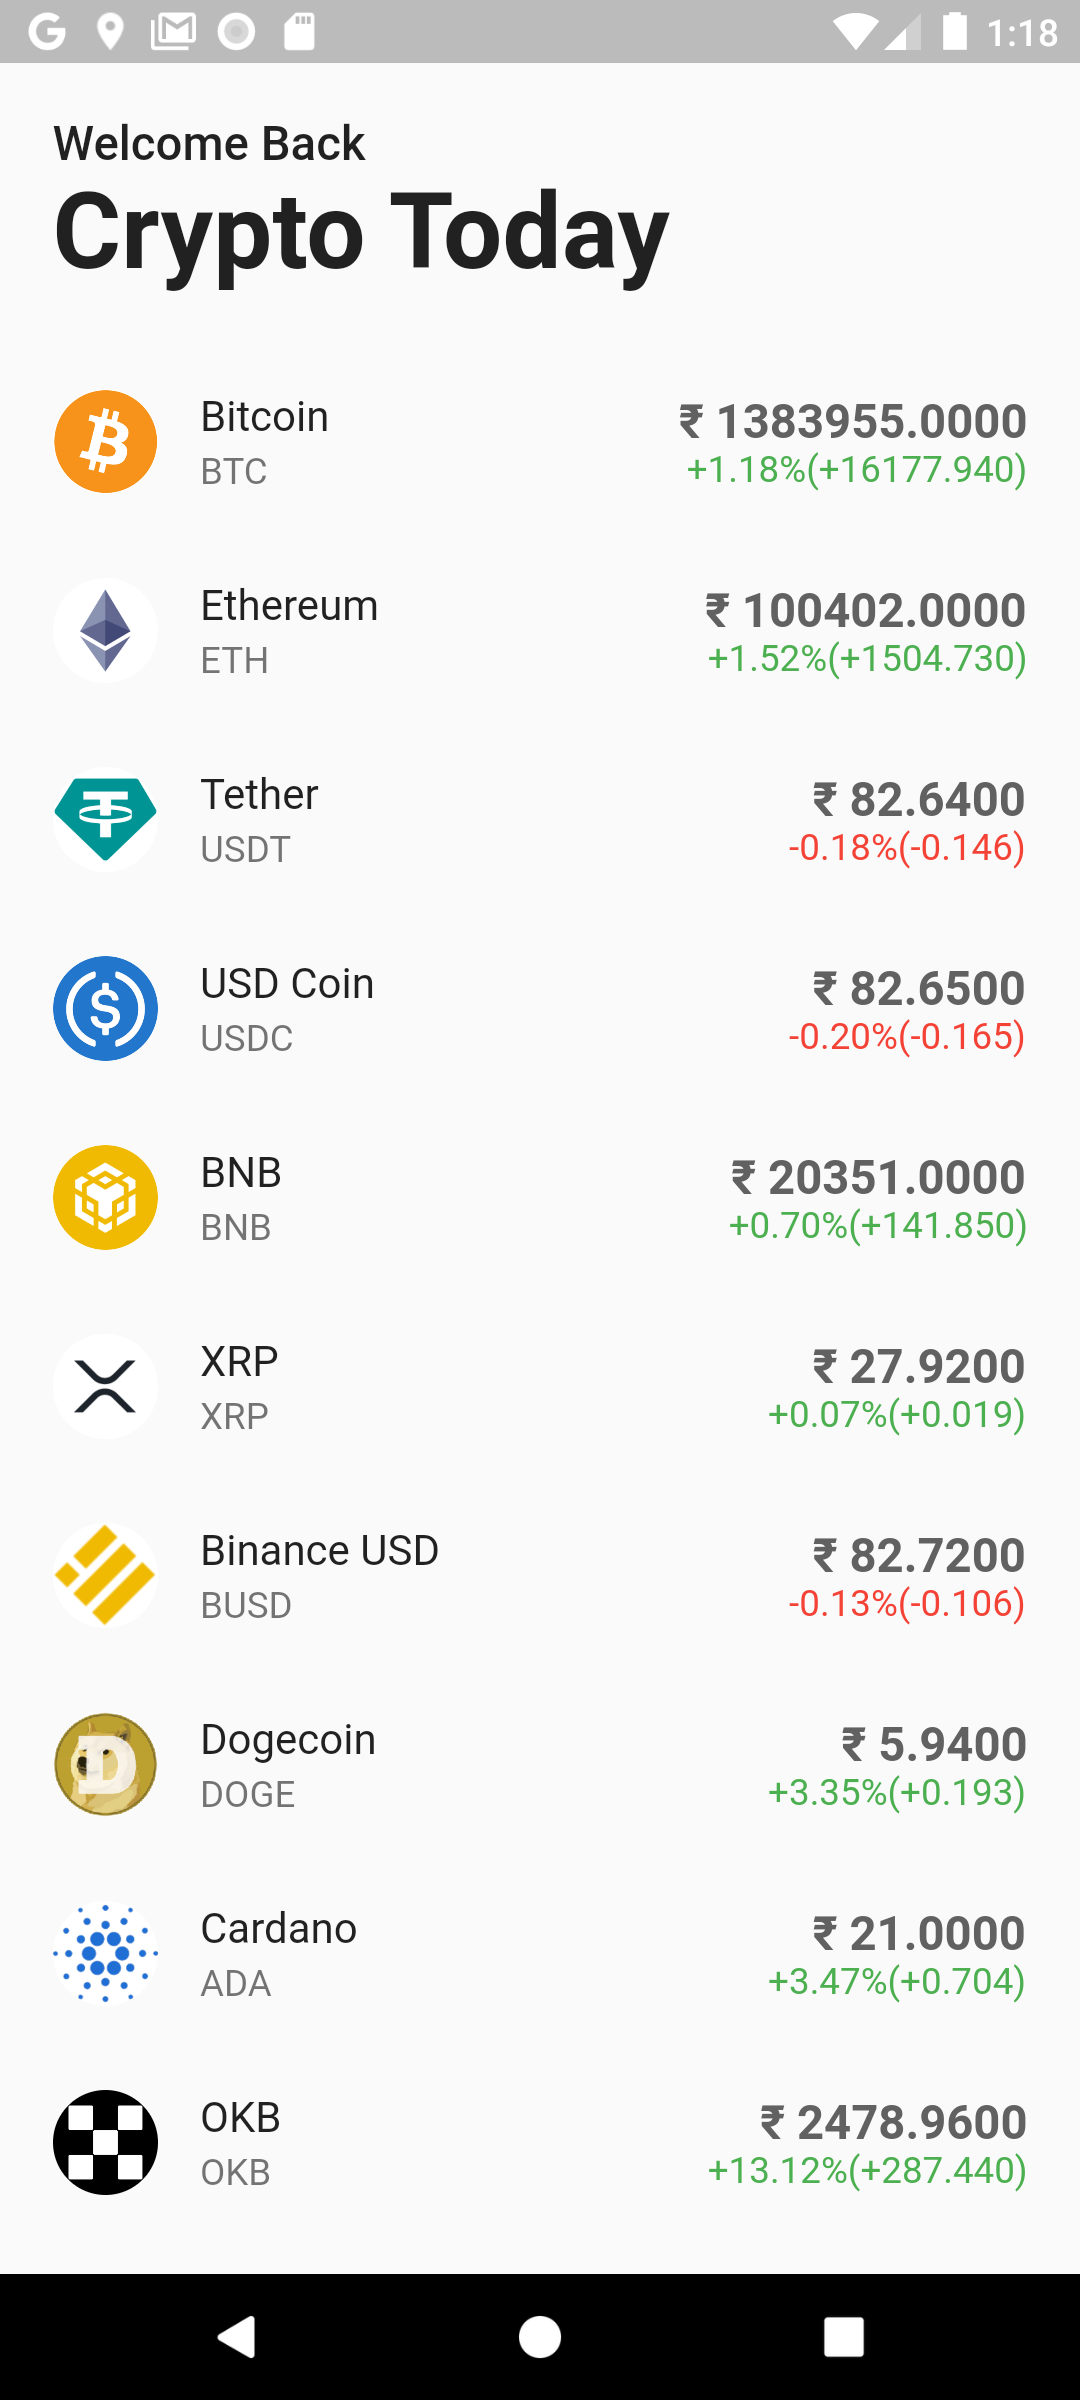 1:18
Welcome Back
Crypto Today
Bitcoin
₹ 1383955.0000
BTC
+1.18%(+16177.940)
Ethereum
₹ 100402.0000
ETH
+1.52%(+1504.730)
Tether
₹ 82.6400
USDT
-0.18%(-0.146)
USD Coin
₹ 82.6500
USDC
-0.20%(-0.165)
BNB
₹ 20351.0000
BNB
+0.70%(+141.850)
XRP
₹ 27.9200
XRP
+0.07%(+0.019)
Binance USD
₹ 82.7200
BUSD
-0.13%(-0.106)
Dogecoin
₹ 5.9400
DOGE
+3.35%(+0.193)
Cardano
₹ 21.0000
ADA
+3.47%(+0.704)
OKB
₹ 2478.9600
OKB
+13.12%(+287.440)